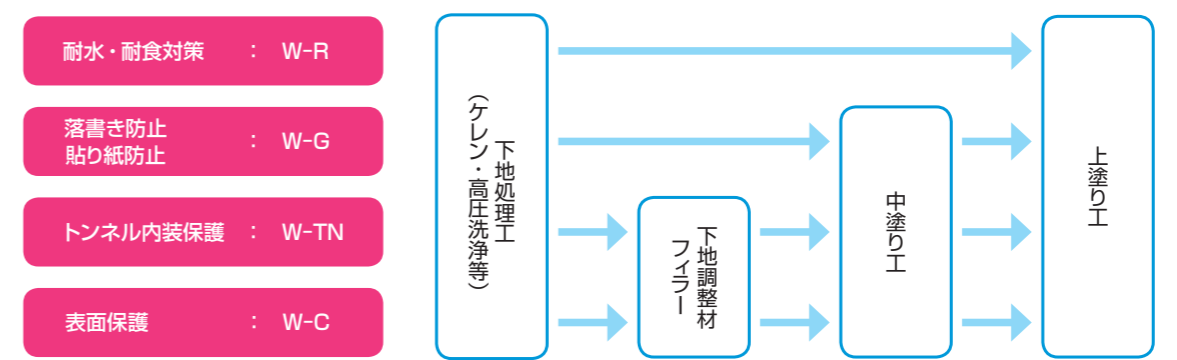 耐水・耐食対策 : W-R
落書き防止
貼り紙防止 : W-G
トンネル内装保護 : W-TN
表面保護 : W-C
下地処理工
（ケレン・高圧洗浄等）
下地調整材
フィラー
中塗り工
上塗り工